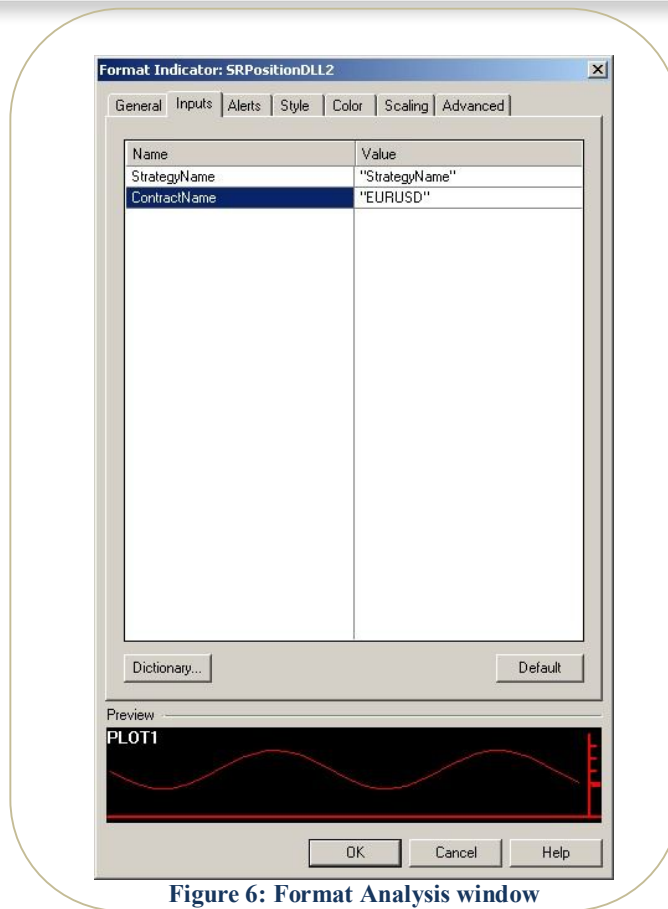 Format Indicator: SRPositionDLL2
General Inputs Alerts Style Color Scaling Advanced
Name Value
StrategyName "StrategyName"
ContractName "EURUSD"
Dictionary... Default
Preview
PLOT1
OK Cancel Help
Figure 6: Format Analysis window